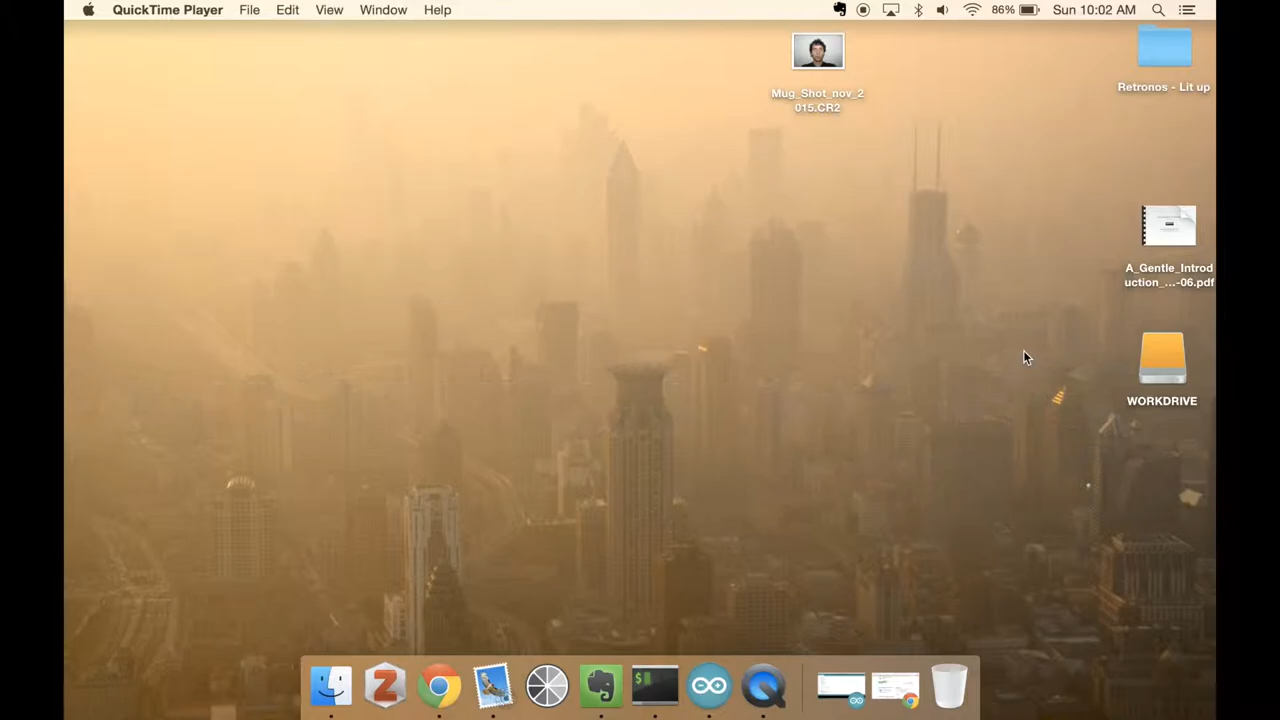 QuickTime Player File Edit View Window Help 86% Sun 10:02 AM
Mug_Shot_nov_2
015.CR2
Retronos - Lit up
A_Gentle_Introd
uction_...-06.pdf
WORKDRIVE